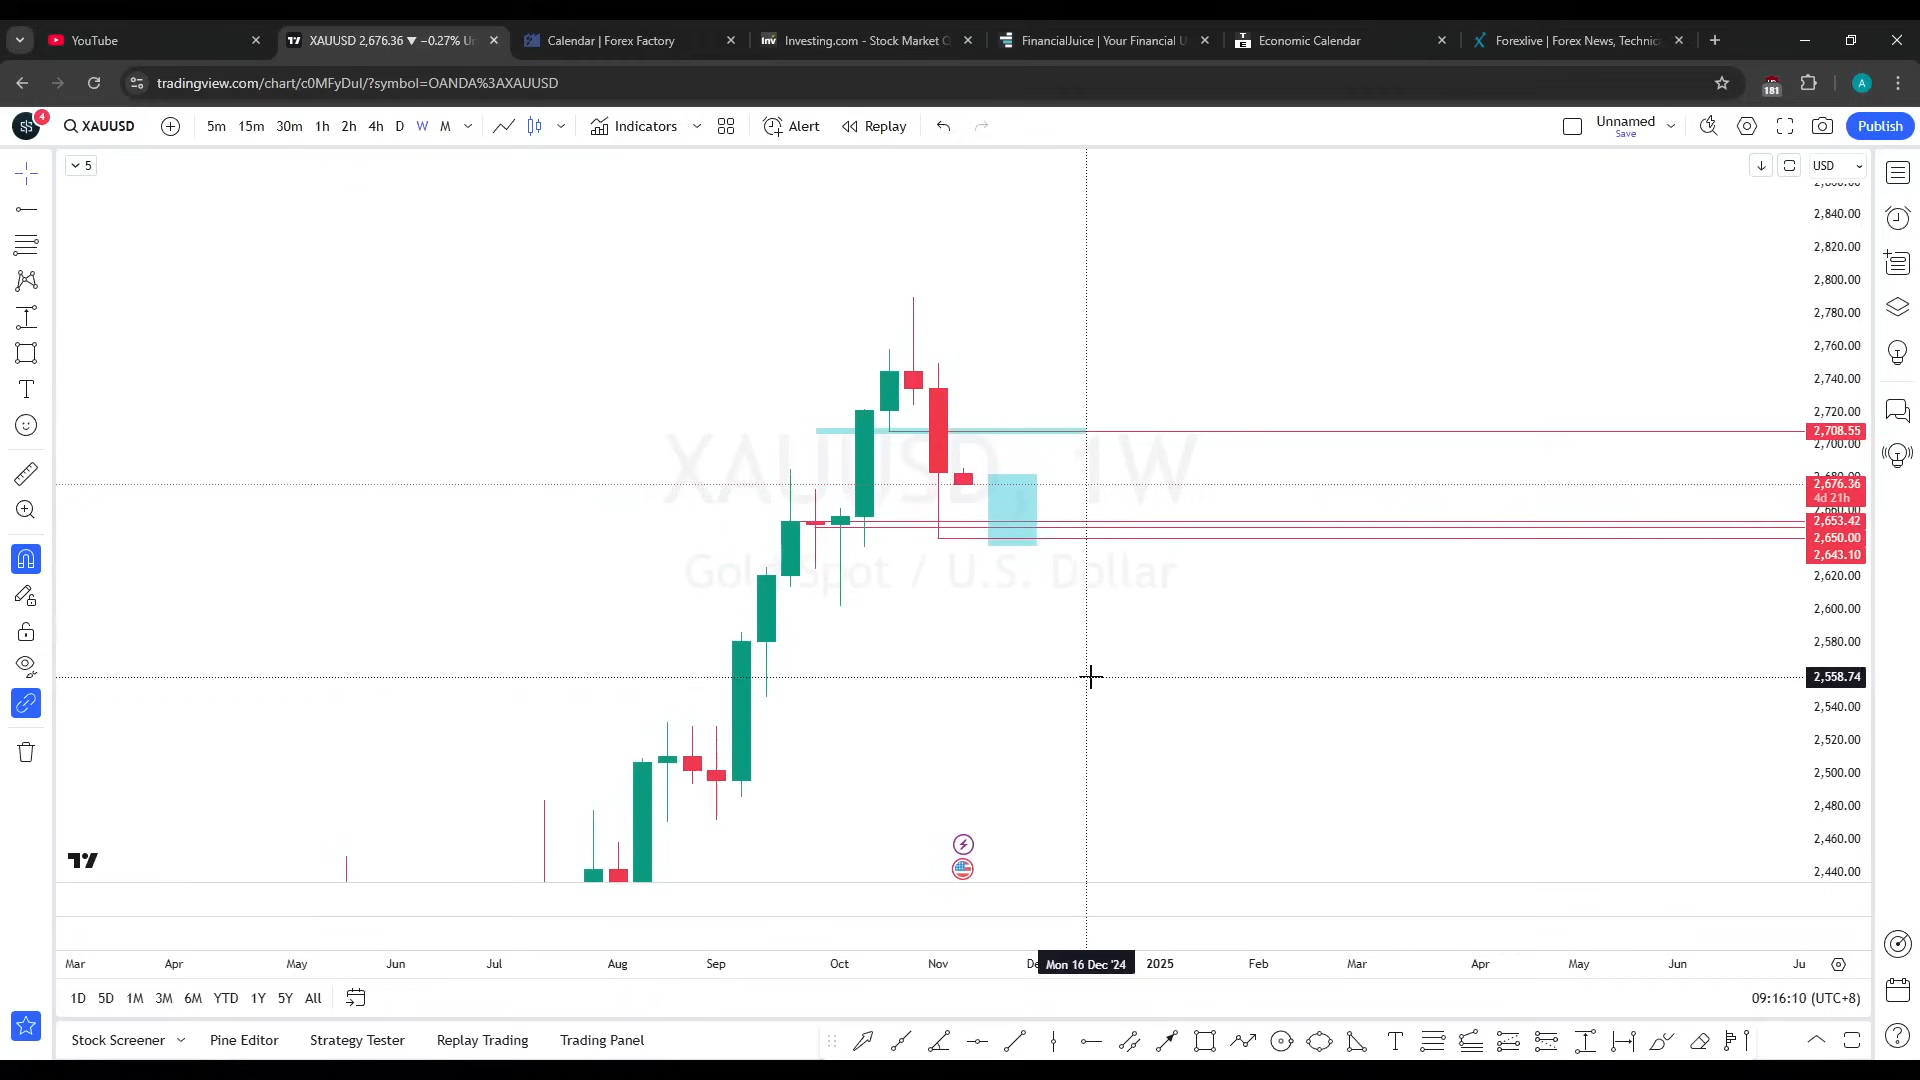 YouTube
XAUUSD 2,676.36 ▼ −0.27% Un
Calendar | Forex Factory
Investing.com - Stock Market Q
FinancialJuice | Your Financial U
Economic Calendar
Forexlive | Forex News, Technic
tradingview.com/chart/c0MFyDuI/?symbol=OANDA%3AXAUUSD
181
A
4
XAUUSD
5m 15m 30m 1h 2h 4h D W M
Indicators
Alert
Replay
Unnamed
Save
Publish
5
USD
2,840.00
2,820.00
2,800.00
2,780.00
2,760.00
2,740.00
2,720.00
2,708.55
2,700.00
2,676.36
4d 21h
2,653.42
2,650.00
2,643.10
2,620.00
2,600.00
2,580.00
2,558.74
2,540.00
2,520.00
2,500.00
2,480.00
2,460.00
2,440.00
XAUUSD 1W
Gold Spot / U.S. Dollar
Mar Apr May Jun Jul Aug Sep Oct Nov Mon 16 Dec '24 2025 Feb Mar Apr May Jun
1D 5D 1M 3M 6M YTD 1Y 5Y All
09:16:10 (UTC+8)
Stock Screener
Pine Editor
Strategy Tester
Replay Trading
Trading Panel